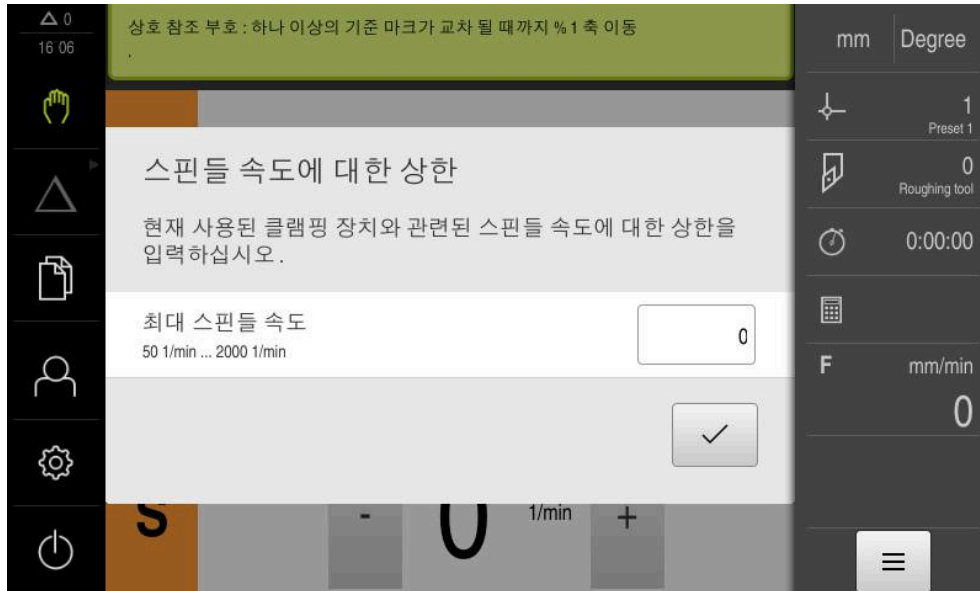 0
16 06
상호 참조 부호 : 하나 이상의 기준 마크가 교차 될 때까지 % 1 축 이동
.
스핀들 속도에 대한 상한
현재 사용된 클램핑 장치와 관련된 스핀들 속도에 대한 상한을
입력하십시오 .
최대 스핀들 속도
50 1/min ... 2000 1/min
0
S
-
0
1/min
+
mm
Degree
1
Preset 1
0
Roughing tool
0:00:00
F
mm/min
0